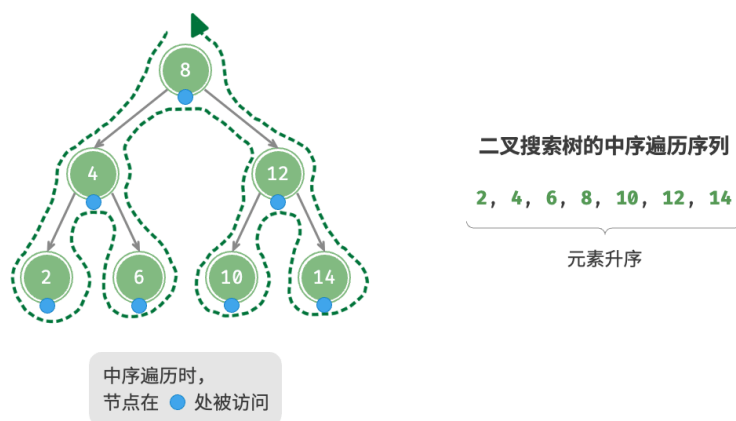 8
4
12
2
6
10
14
二叉搜索树的中序遍历序列
2, 4, 6, 8, 10, 12, 14
元素升序
中序遍历时，
节点在 处被访问